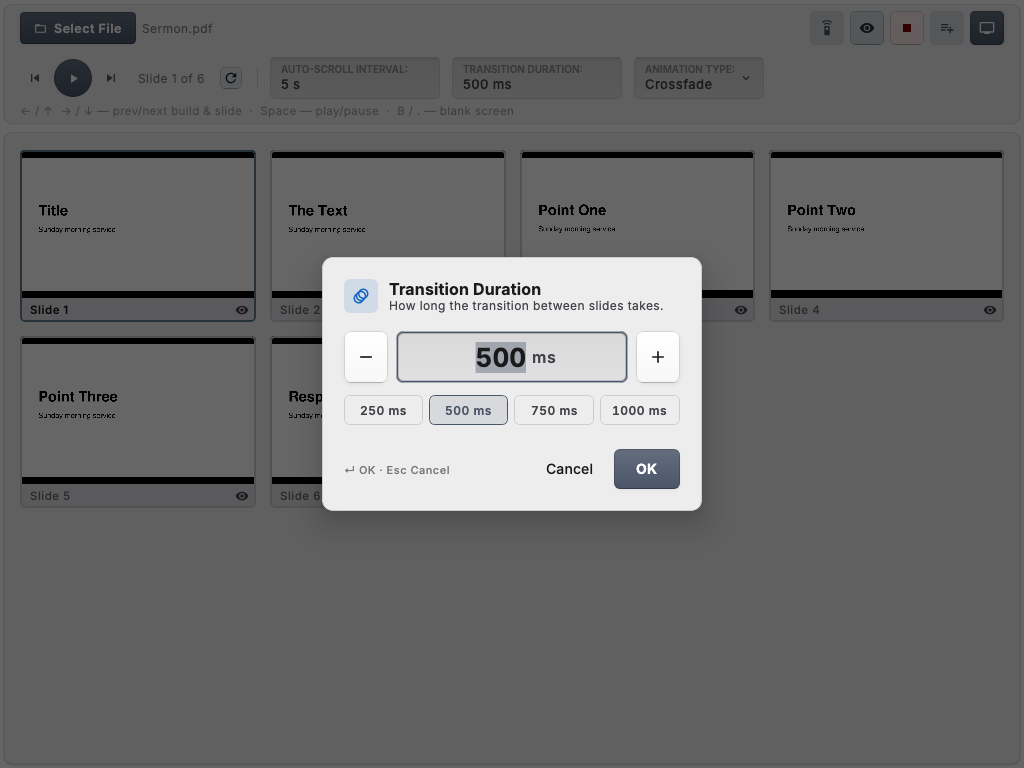 Select File
Sermon.pdf
Slide 1 of 6
AUTO-SCROLL INTERVAL:
5 s
TRANSITION DURATION:
500 ms
ANIMATION TYPE:
Crossfade
← / ↑ → / ↓ — prev/next build & slide · Space — play/pause · B / . — blank screen
Title
Sunday morning service
Slide 1
The Text
Sunday morning service
Slide 2
Point One
Sunday morning service
Point Two
Sunday morning service
Slide 4
Point Three
Sunday morning service
Slide 5
Resp
Sunday m
Slide 6
Transition Duration
How long the transition between slides takes.
−
500 ms
+
250 ms
500 ms
750 ms
1000 ms
↵ OK · Esc Cancel
Cancel
OK